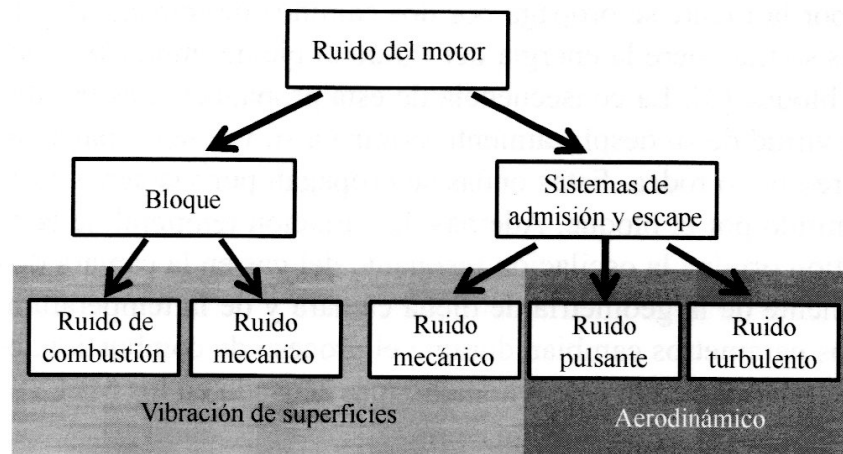 Ruido del motor
Bloque
Sistemas de
admisión y escape
Ruido de
combustión
Ruido
mecánico
Ruido
mecánico
Ruido
pulsante
Ruido
turbulento
Vibración de superficies
Aerodinámico